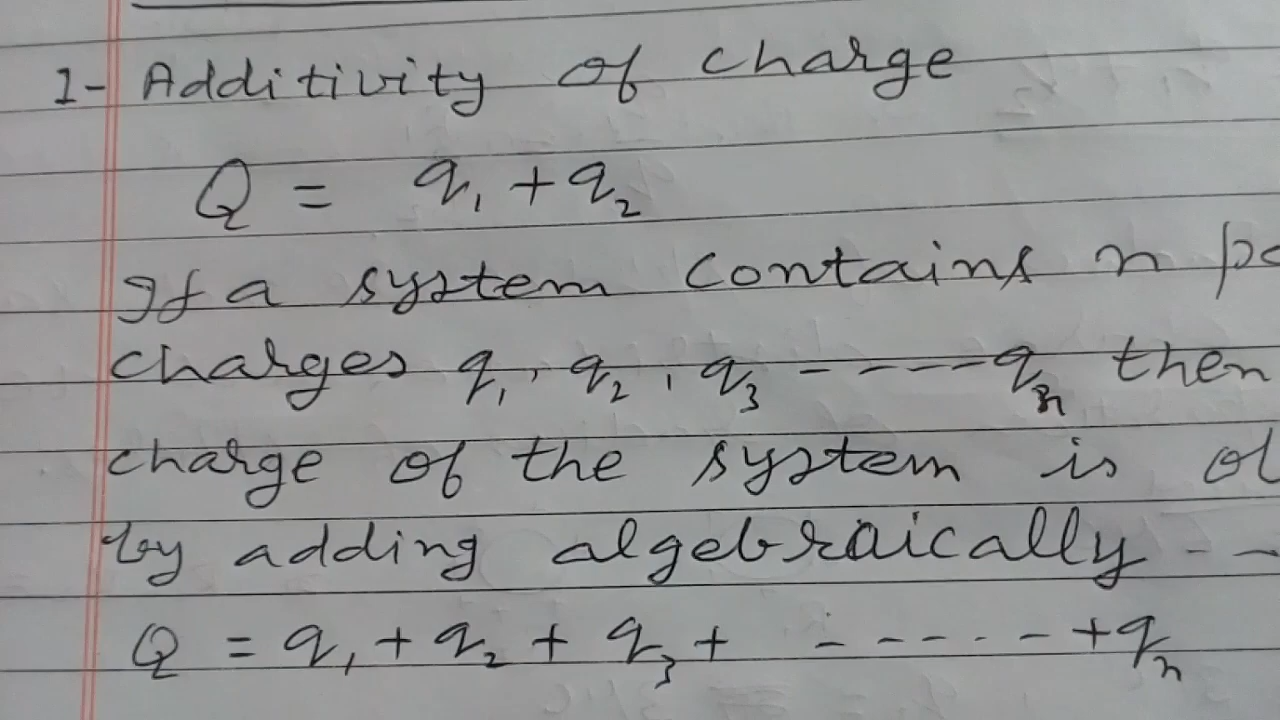 1- Additivity of charge
Q = q₁ + q₂
If a system contains n
charges q₁, q₂, q₃ ----- qₙ then
charge of the system is
by adding algebraically --
Q = q₁ + q₂ + q₃ + ------ + qₙ